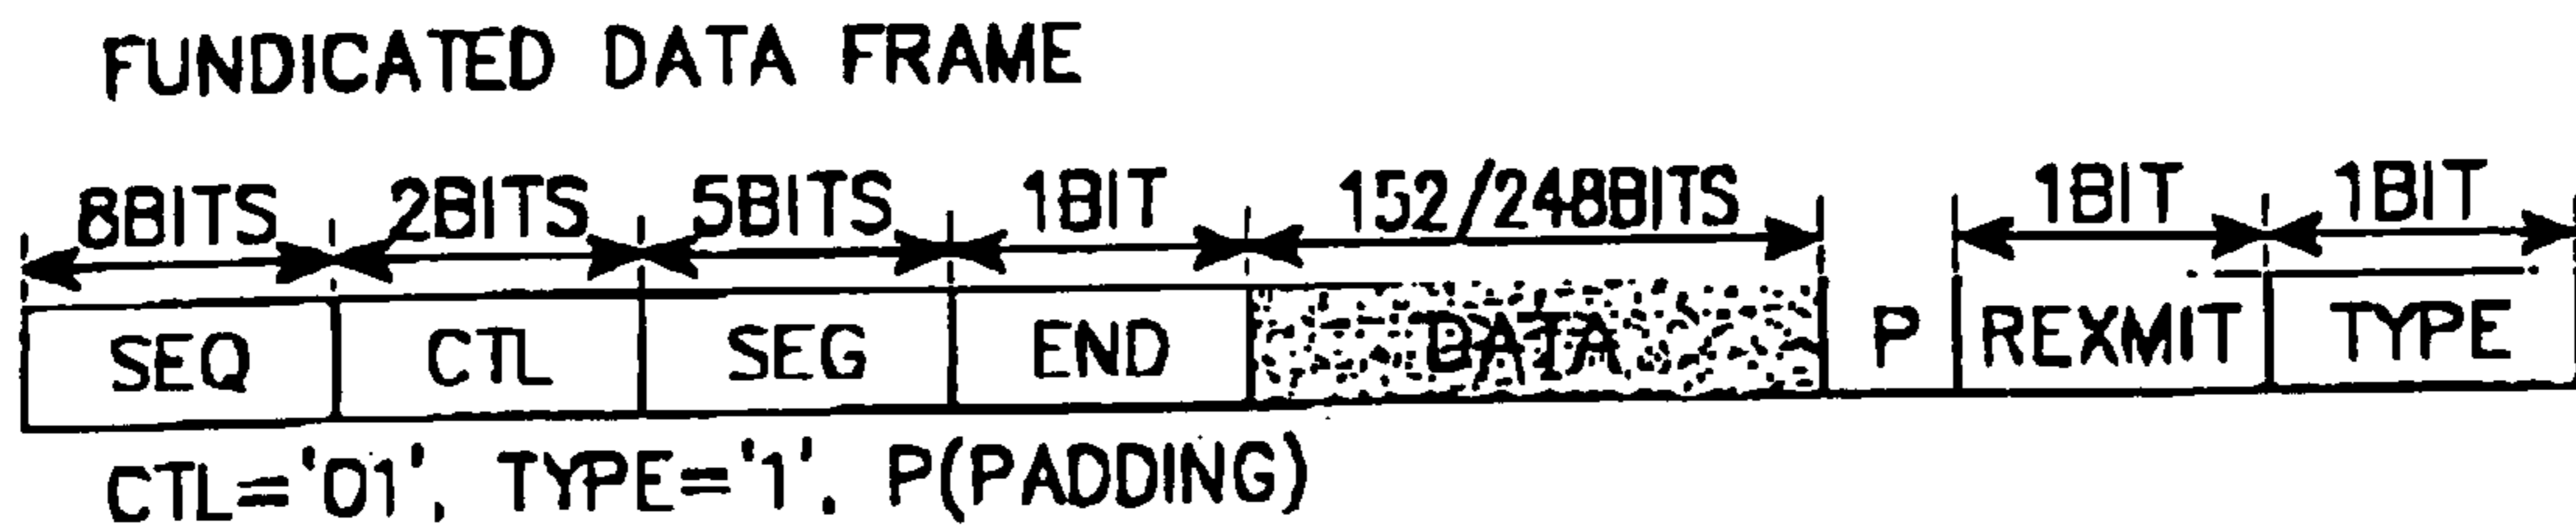 FUNDICATED DATA FRAME
8BITS 2BITS 5BITS 1BIT 152/248BITS 1BIT 1BIT
SEQ CTL SEG END DATA P REXMIT TYPE
CTL='01', TYPE='1', P(PADDING)